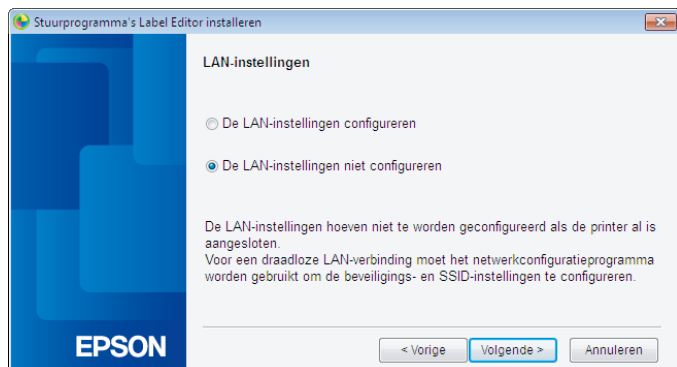 Stuurprogramma's Label Editor installeren
LAN-instellingen
De LAN-instellingen configureren
De LAN-instellingen niet configureren
De LAN-instellingen hoeven niet te worden geconfigureerd als de printer al is
aangesloten.
Voor een draadloze LAN-verbinding moet het netwerkconfiguratieprogramma
worden gebruikt om de beveiligings- en SSID-instellingen te configureren.
EPSON
< Vorige Volgende > Annuleren